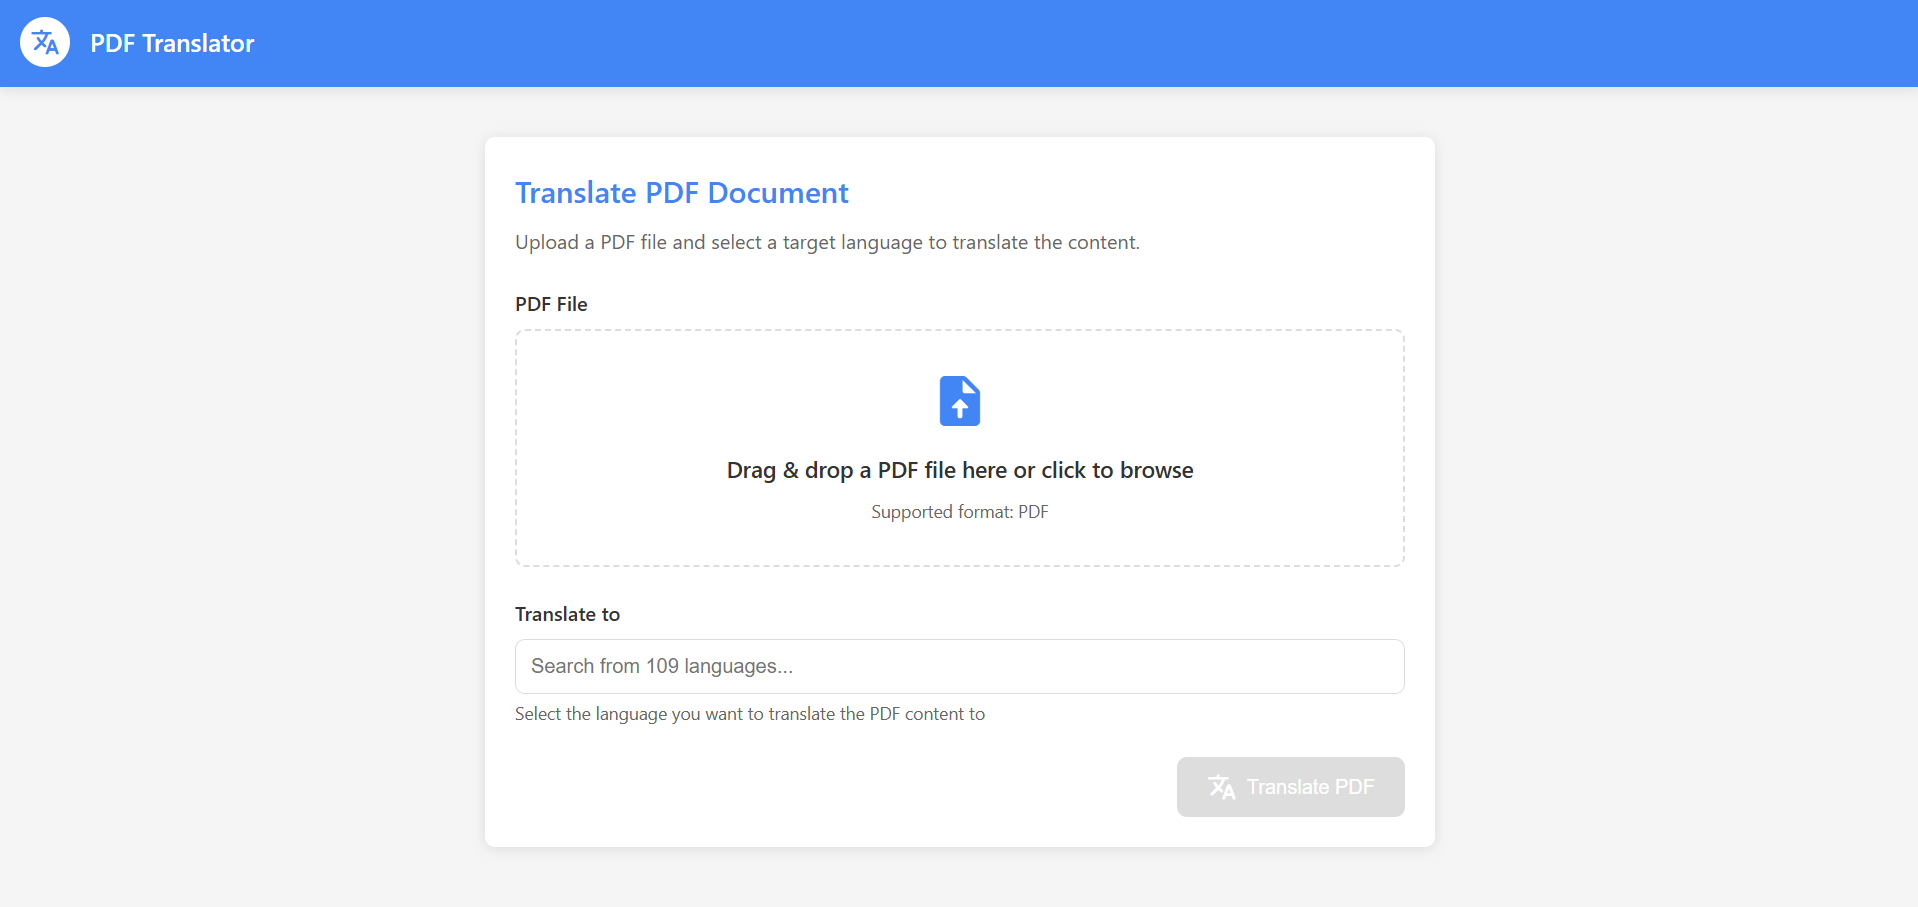 PDF Translator
Translate PDF Document
Upload a PDF file and select a target language to translate the content.
PDF File
Drag & drop a PDF file here or click to browse
Supported format: PDF
Translate to
Search from 109 languages...
Select the language you want to translate the PDF content to
Translate PDF